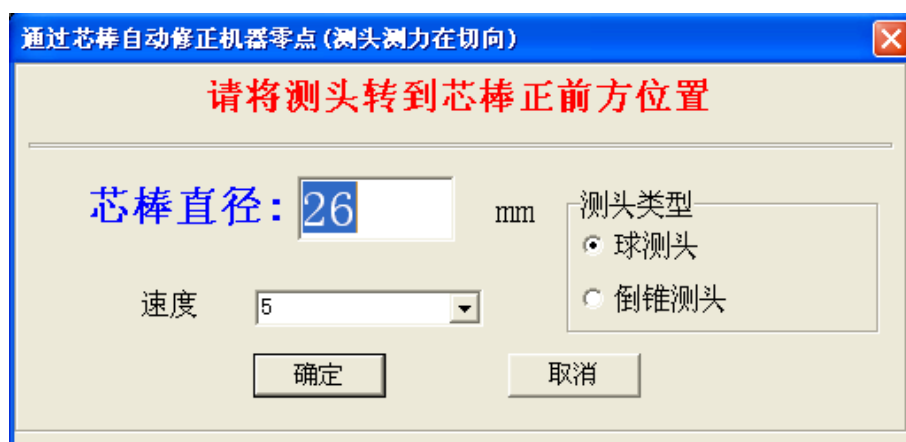 通过芯棒自动修正机器零点(测头测力在切向)
请将测头转到芯棒正前方位置
芯棒直径: 26 mm
测头类型
球测头
速度 5
倒锥测头
确定 取消